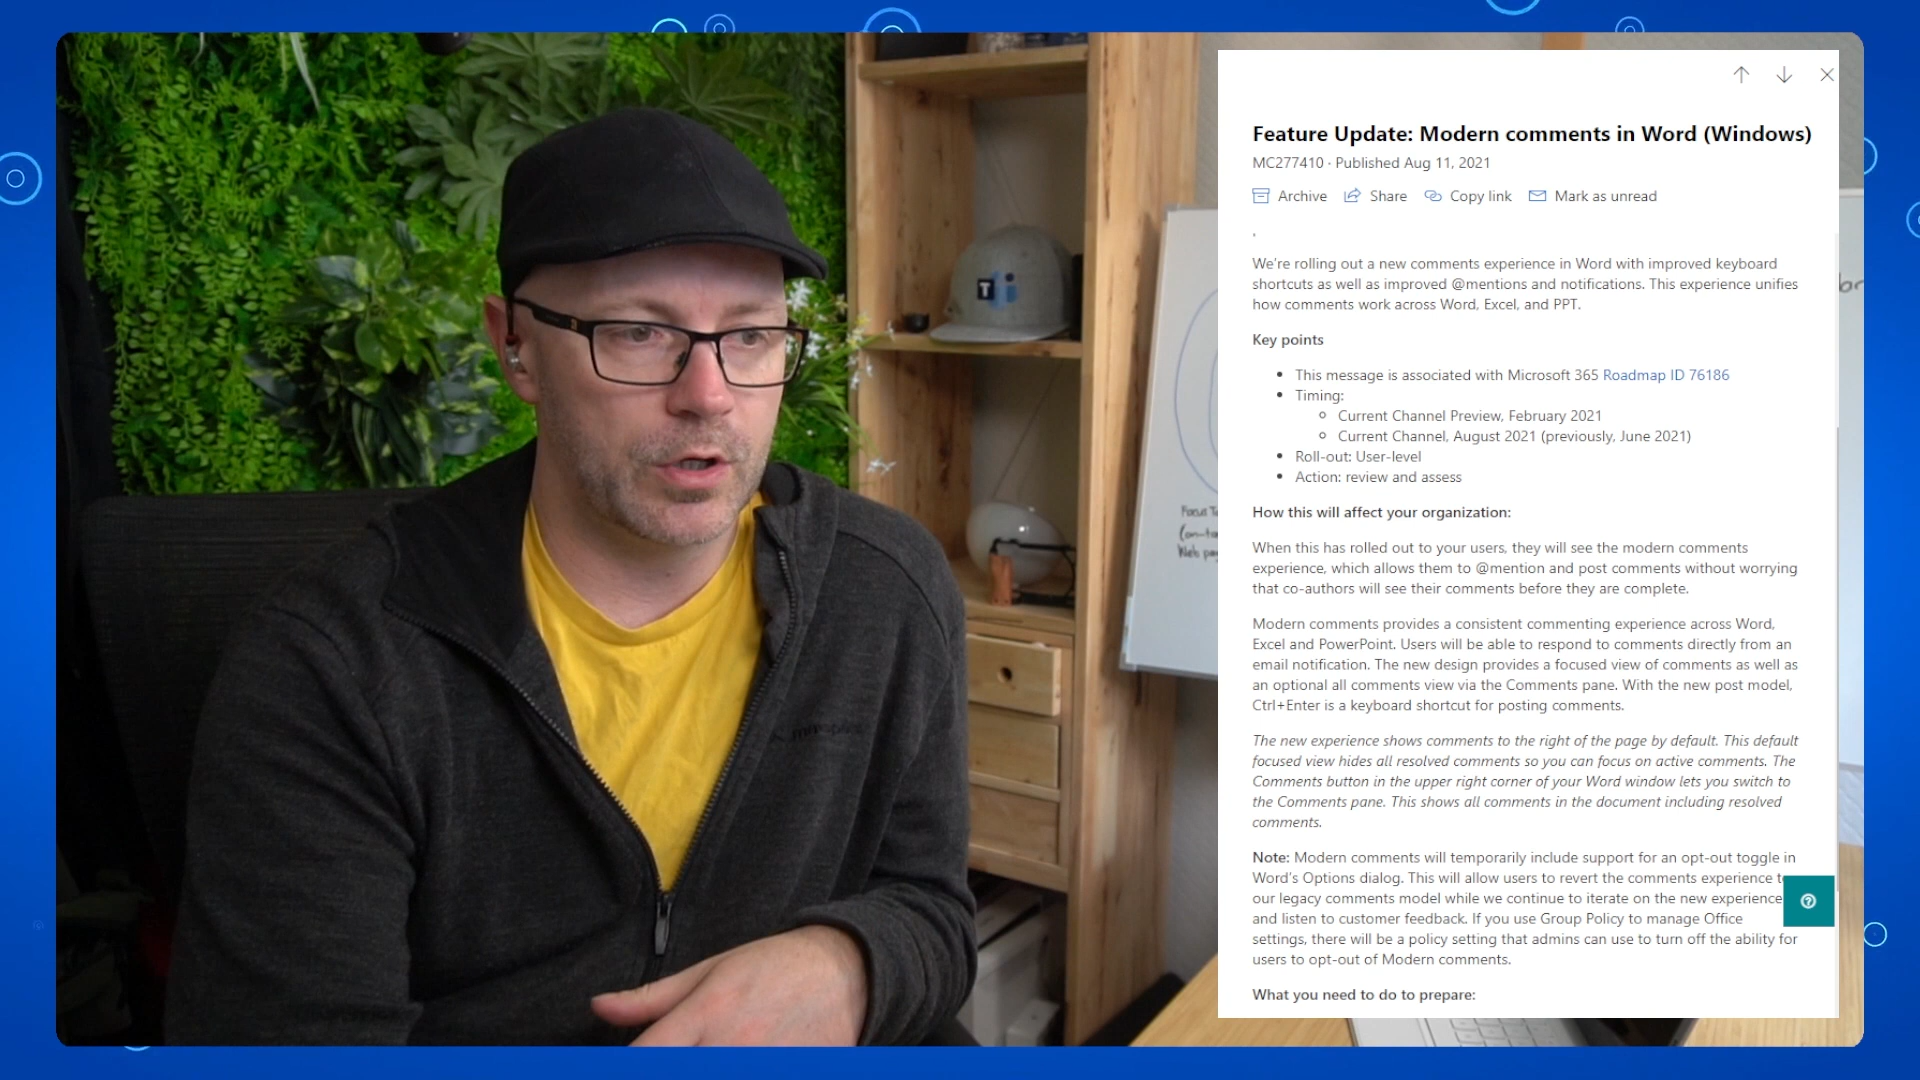 Feature Update: Modern comments in Word (Windows)
MC277410 · Published Aug 11, 2021
Archive Share Copy link Mark as unread
,
We're rolling out a new comments experience in Word with improved keyboard
shortcuts as well as improved @mentions and notifications. This experience unifies
how comments work across Word, Excel, and PPT.
Key points
• This message is associated with Microsoft 365 Roadmap ID 76186
• Timing:
○ Current Channel Preview, February 2021
○ Current Channel, August 2021 (previously, June 2021)
• Roll-out: User-level
• Action: review and assess
How this will affect your organization:
When this has rolled out to your users, they will see the modern comments
experience, which allows them to @mention and post comments without worrying
that co-authors will see their comments before they are complete.
Modern comments provides a consistent commenting experience across Word,
Excel and PowerPoint. Users will be able to respond to comments directly from an
email notification. The new design provides a focused view of comments as well as
an optional all comments view via the Comments pane. With the new post model,
Ctrl+Enter is a keyboard shortcut for posting comments.
The new experience shows comments to the right of the page by default. This default
focused view hides all resolved comments so you can focus on active comments. The
Comments button in the upper right corner of your Word window lets you switch to
the Comments pane. This shows all comments in the document including resolved
comments.
Note: Modern comments will temporarily include support for an opt-out toggle in
Word's Options dialog. This will allow users to revert the comments experience
our legacy comments model while we continue to iterate on the new experience
and listen to customer feedback. If you use Group Policy to manage Office
settings, there will be a policy setting that admins can use to turn off the ability for
users to opt-out of Modern comments.
What you need to do to prepare:
T
Focus
Web